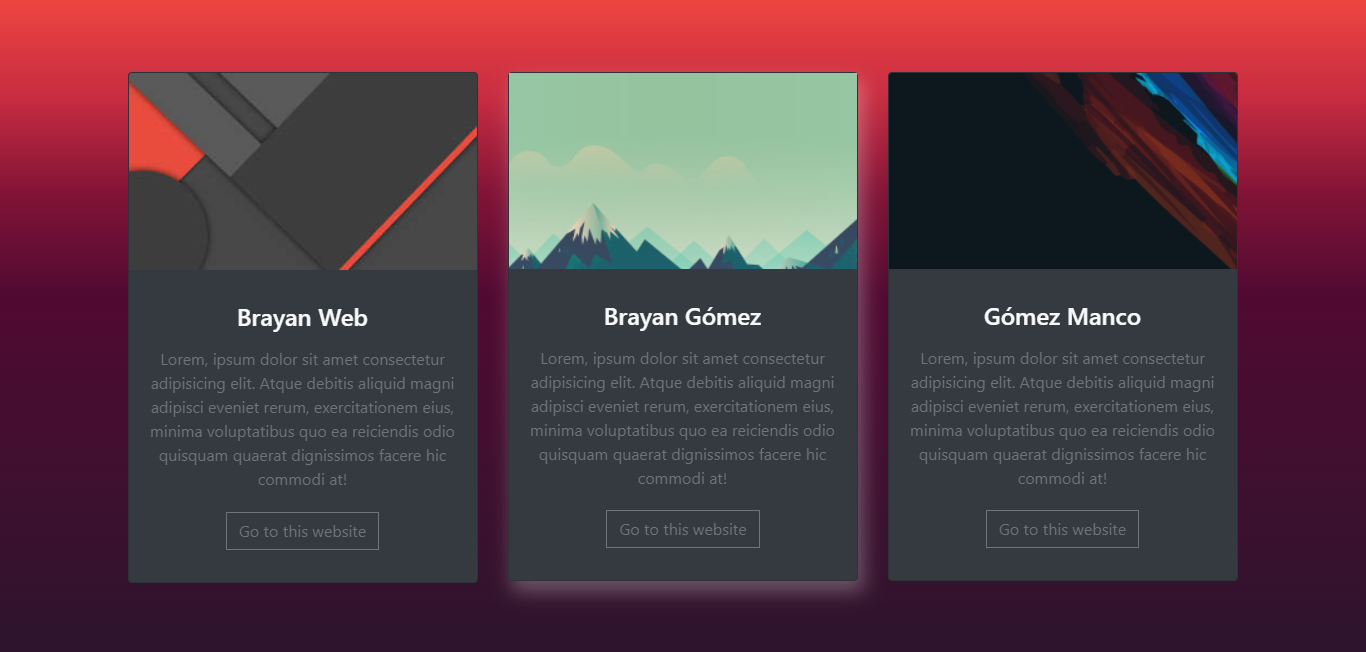 Brayan Web
Lorem, ipsum dolor sit amet consectetur
adipisicing elit. Atque debitis aliquid magni
adipisci eveniet rerum, exercitationem eius,
minima voluptatibus quo ea reiciendis odio
quisquam quaerat dignissimos facere hic
commodi at!
Go to this website
Brayan Gómez
Lorem, ipsum dolor sit amet consectetur
adipisicing elit. Atque debitis aliquid magni
adipisci eveniet rerum, exercitationem eius,
minima voluptatibus quo ea reiciendis odio
quisquam quaerat dignissimos facere hic
commodi at!
Go to this website
Gómez Manco
Lorem, ipsum dolor sit amet consectetur
adipisicing elit. Atque debitis aliquid magni
adipisci eveniet rerum, exercitationem eius,
minima voluptatibus quo ea reiciendis odio
quisquam quaerat dignissimos facere hic
commodi at!
Go to this website